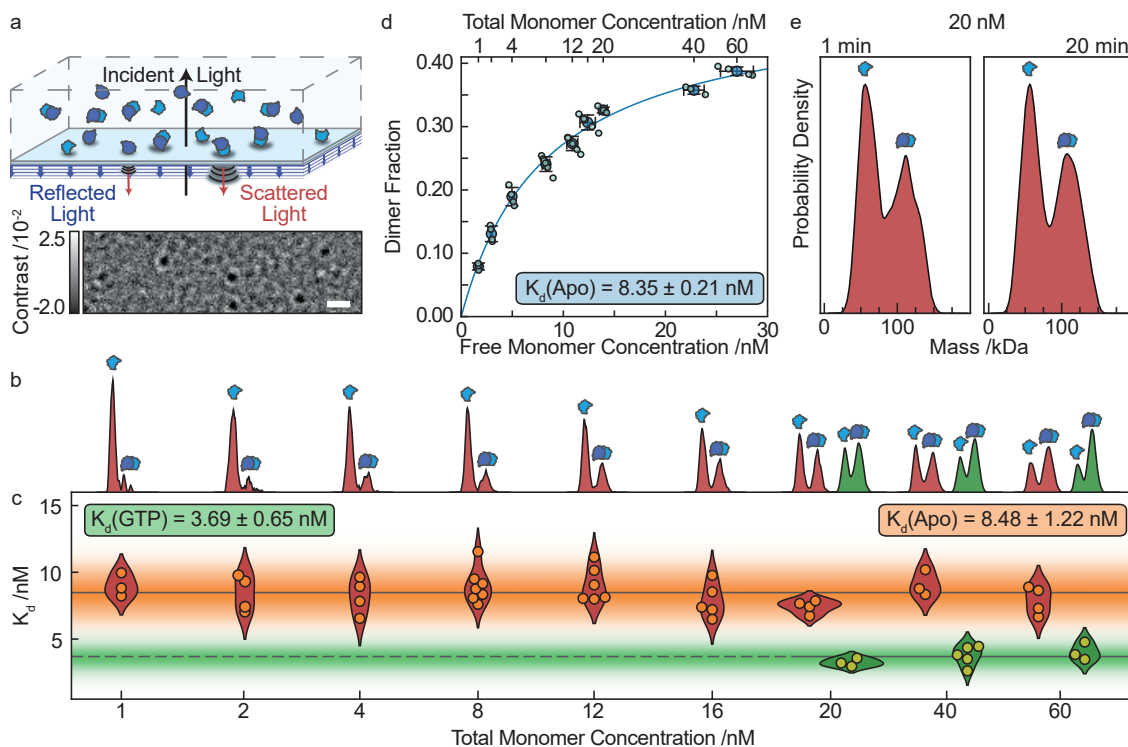 a
Incident Light
Reflected Light
Scattered Light
Contrast /10⁻²
2.5
-2.0
d
Total Monomer Concentration /nM
1 4 12 20 40 60
Dimer Fraction
0.40
0.30
0.20
0.10
0.00
K_d(Apo) = 8.35 ± 0.21 nM
0 10 20 30
Free Monomer Concentration /nM
e
20 nM
1 min
20 min
Probability Density
0 100 0 100
Mass /kDa
b
c
K_d(GTP) = 3.69 ± 0.65 nM
K_d(Apo) = 8.48 ± 1.22 nM
K_d /nM
15
10
5
1 2 4 8 12 16 20 40 60
Total Monomer Concentration /nM